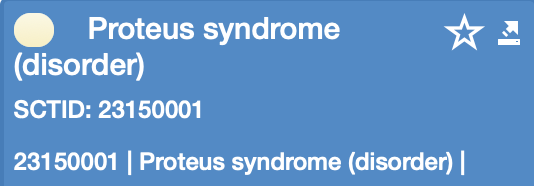 Proteus syndrome
(disorder)
SCTID: 23150001
23150001 | Proteus syndrome (disorder) |